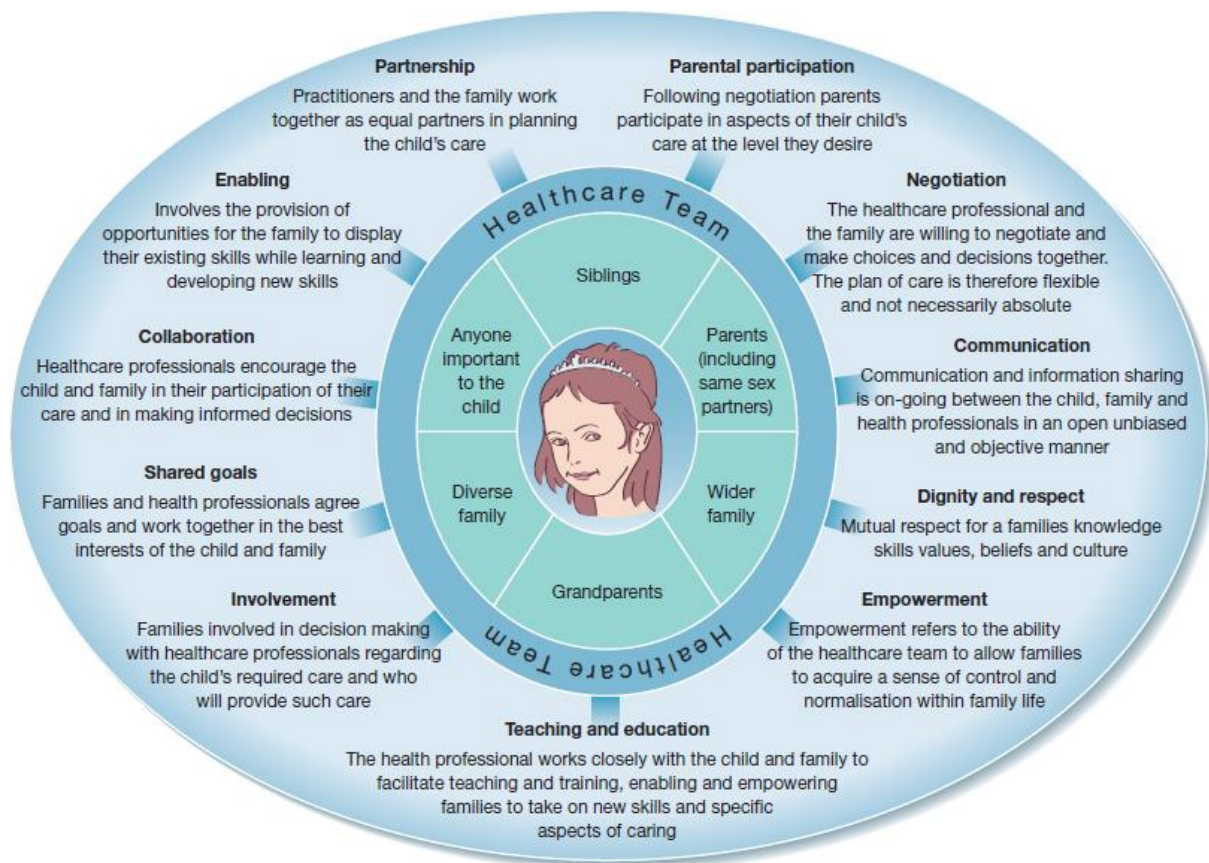 Partnership
Practitioners and the family work
together as equal partners in planning
the child's care
Parental participation
Following negotiation parents
participate in aspects of their child's
care at the level they desire
Enabling
Involves the provision of
opportunities for the family to display
their existing skills while learning and
developing new skills
Negotiation
The healthcare professional and
the family are willing to negotiate and
make choices and decisions together.
The plan of care is therefore flexible
and not necessarily absolute
Collaboration
Healthcare professionals encourage the
child and family in their participation of their
care and in making informed decisions
Communication
Communication and information sharing
is on-going between the child, family and
health professionals in an open unbiased
and objective manner
Shared goals
Families and health professionals agree
goals and work together in the best
interests of the child and family
Dignity and respect
Mutual respect for a families knowledge
skills values, beliefs and culture
Involvement
Families involved in decision making
with healthcare professionals regarding
the child's required care and who
will provide such care
Empowerment
Empowerment refers to the ability
of the healthcare team to allow families
to acquire a sense of control and
normalisation within family life
Teaching and education
The health professional works closely with the child and family to
facilitate teaching and training, enabling and empowering
families to take on new skills and specific
aspects of caring
Healthcare Team
Siblings
Anyone
important
to the
child
Parents
(including
same sex
partners)
Diverse
family
Wider
family
Grandparents
Healthcare Team